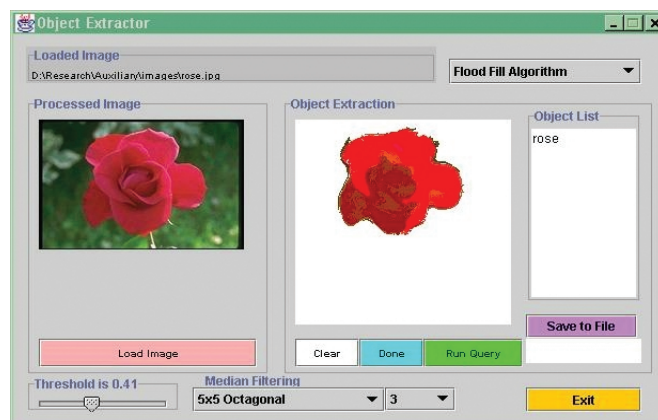 Object Extractor
Loaded Image
D:\Research\Auxiliary\images\rose.jpg
Flood Fill Algorithm
Processed Image
Object Extraction
Object List
rose
Save to File
Load Image
Clear
Done
Run Query
Threshold is 0.41
Median Filtering
5x5 Octagonal
3
Exit